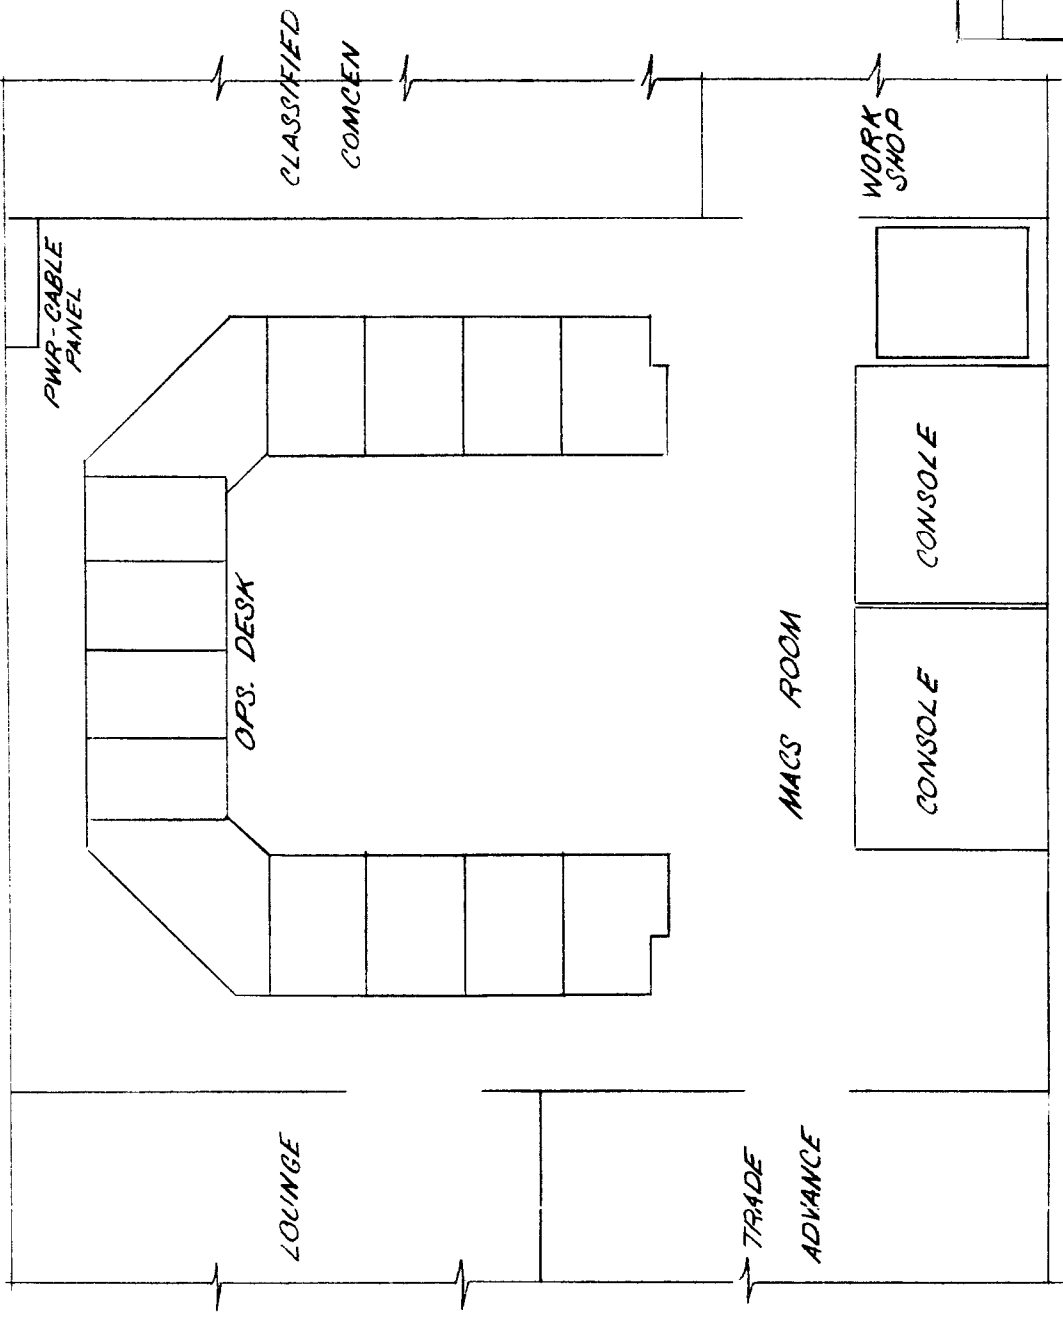 CLASSIFIED
COMCEN
WORK
SHOP
PWR-CABLE
PANEL
OPS. DESK
MACS ROOM
CONSOLE
CONSOLE
LOUNGE
TRADE
ADVANCE